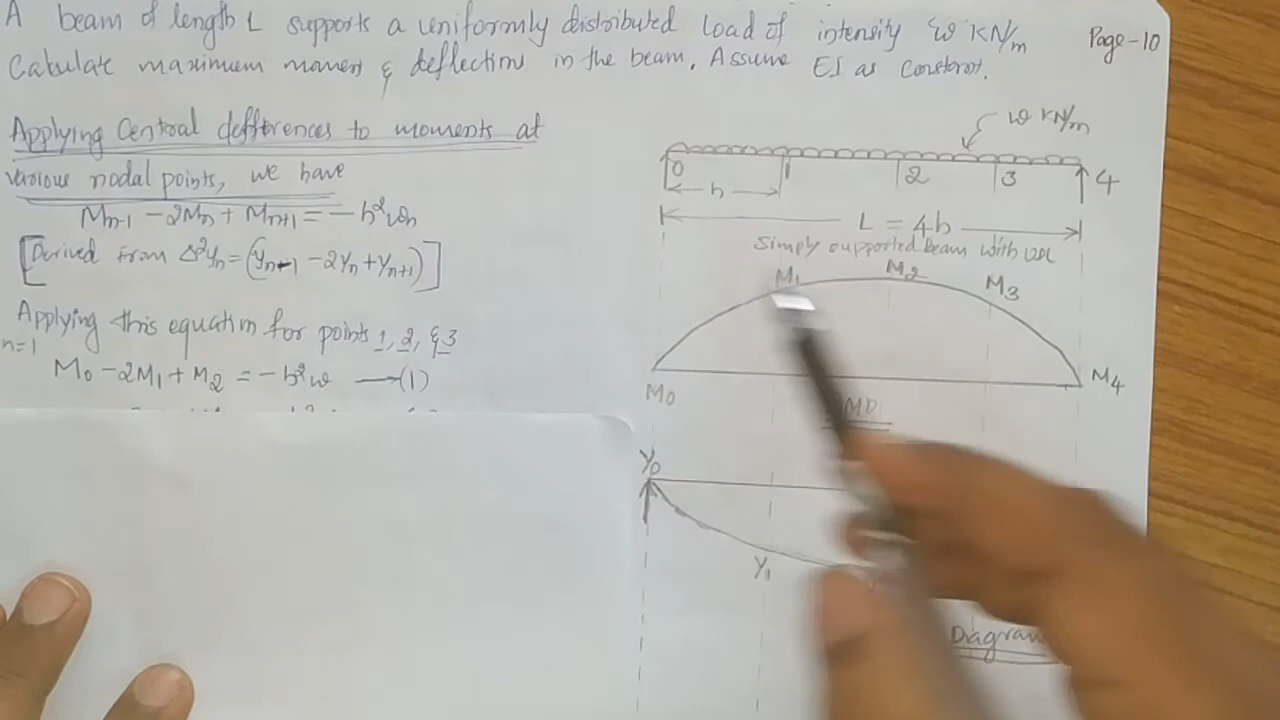 A beam of length L supports a uniformly distributed load of intensity w KN/m
Calculate maximum moment & deflection in the beam. Assume EI as constant.
Page-10
Applying Central differences to moments at
various nodal points, we have
Mn-1 - 2Mn + Mn+1 = -h²wn
[Derived from Δ²yn = (yn-1 - 2yn + yn+1)]
Applying this equation for points 1, 2, & 3
n=1
M0 - 2M1 + M2 = -h²w —(1)
w KN/m
0 1 2 3 4
h
L = 4h
Simply supported beam with UDL
M1 M2 M3
M0 M4
BMD
Y0
Y1
Diagram